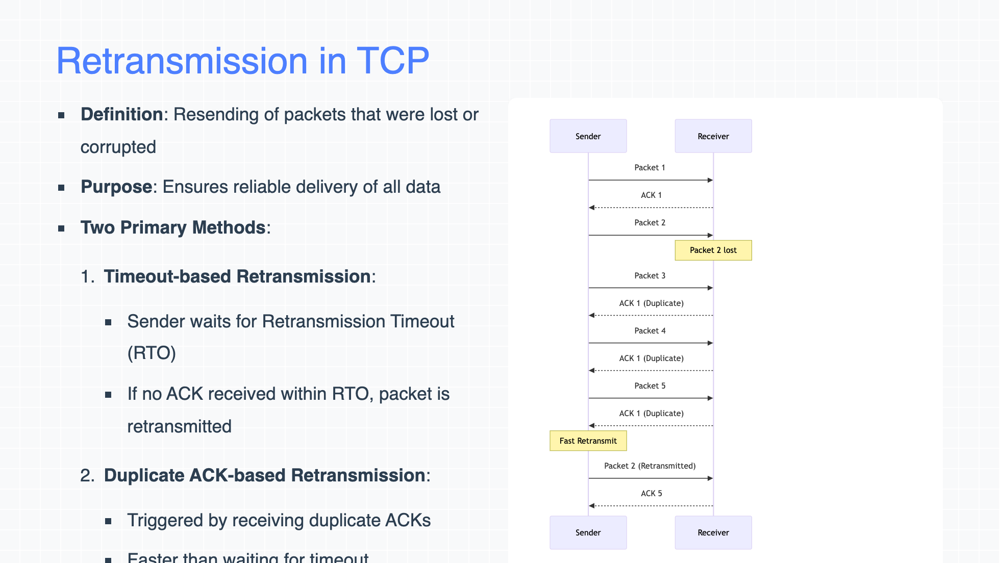 Retransmission in TCP
Definition: Resending of packets that were lost or
corrupted
Purpose: Ensures reliable delivery of all data
Two Primary Methods:
1. Timeout-based Retransmission:
Sender waits for Retransmission Timeout
(RTO)
If no ACK received within RTO, packet is
retransmitted
2. Duplicate ACK-based Retransmission:
Triggered by receiving duplicate ACKs
Faster than waiting for timeout
Sender
Receiver
Packet 1
ACK 1
Packet 2
Packet 2 lost
Packet 3
ACK 1 (Duplicate)
Packet 4
ACK 1 (Duplicate)
Packet 5
ACK 1 (Duplicate)
Fast Retransmit
Packet 2 (Retransmitted)
ACK 5
Sender
Receiver